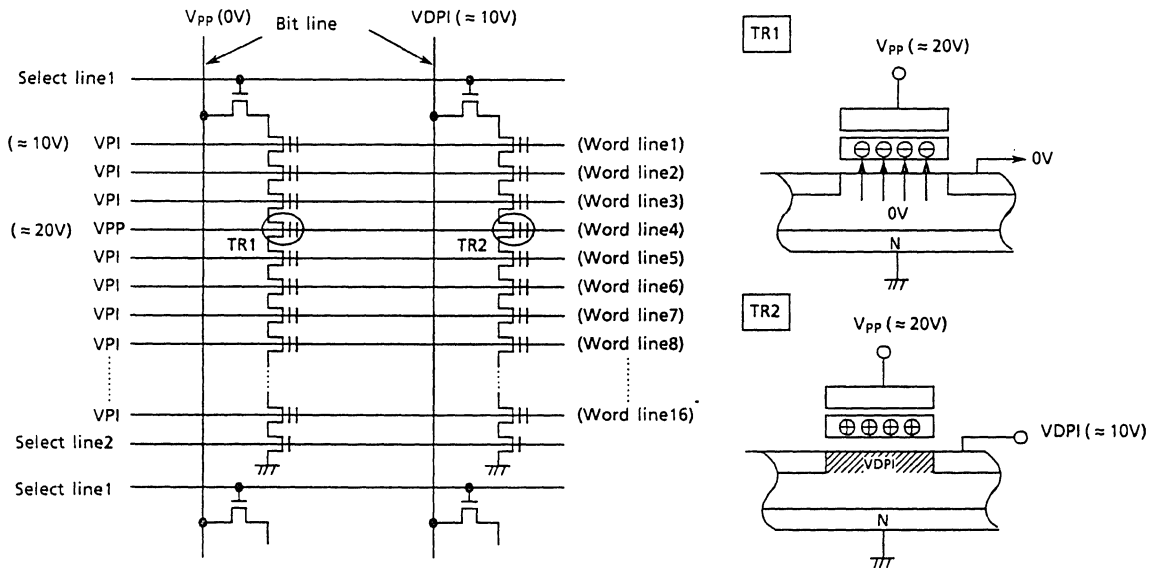 VPP (0V)
Bit line
VDPI (≈ 10V)
Select line1
(≈ 10V) VPI (Word line1)
VPI (Word line2)
VPI (Word line3)
(≈ 20V) VPP (Word line4)
TR1 TR2
VPI (Word line5)
VPI (Word line6)
VPI (Word line7)
VPI (Word line8)
VPI (Word line16)
Select line2
Select line1
TR1
VPP (≈ 20V)
0V
0V
N
TR2
VPP (≈ 20V)
VDPI (≈ 10V)
VDPI
N